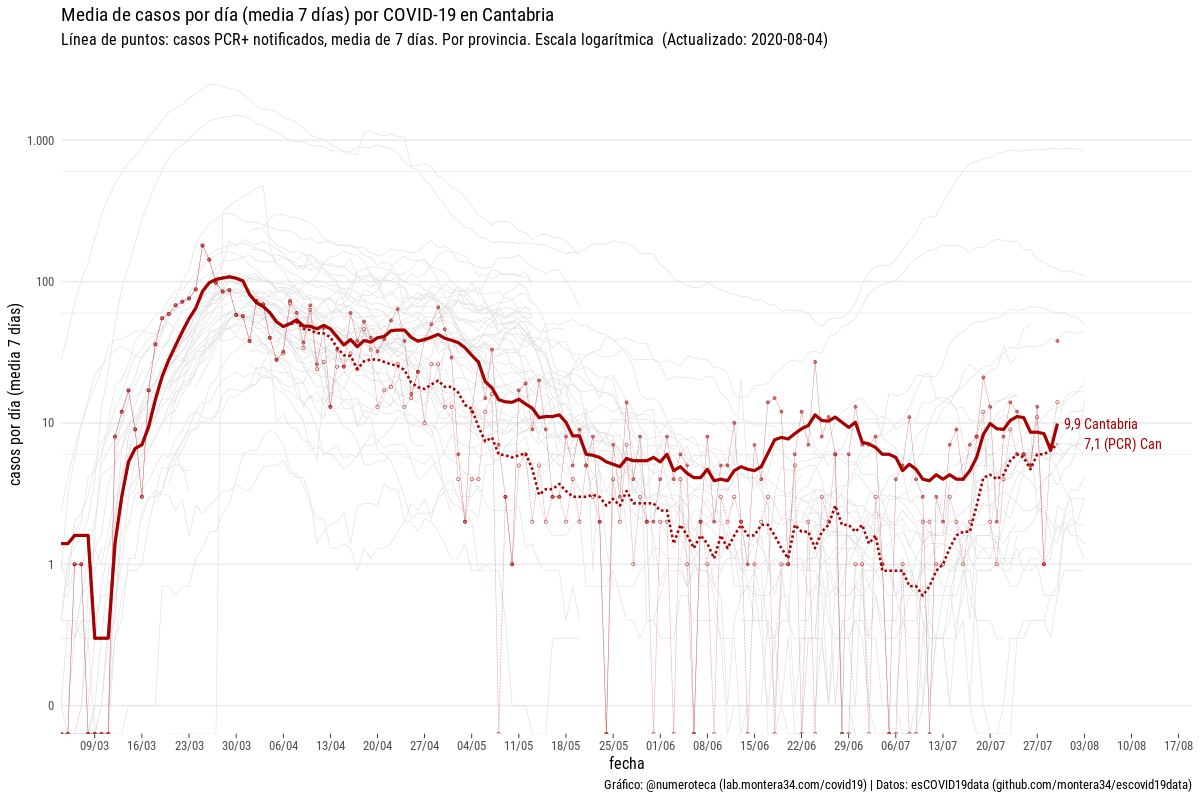 Media de casos por día (media 7 días) por COVID-19 en Cantabria
Línea de puntos: casos PCR+ notificados, media de 7 días. Por provincia. Escala logarítmica (Actualizado: 2020-08-04)
casos por día (media 7 días)
1.000
100
10
1
0
9,9 Cantabria
7,1 (PCR) Can
09/03 16/03 23/03 30/03 06/04 13/04 20/04 27/04 04/05 11/05 18/05 25/05 01/06 08/06 15/06 22/06 29/06 06/07 13/07 20/07 27/07 03/08 10/08 17/08
fecha
Gráfico: @numeroteca (lab.montera34.com/covid19) | Datos: esCOVID19data (github.com/montera34/escovid19data)